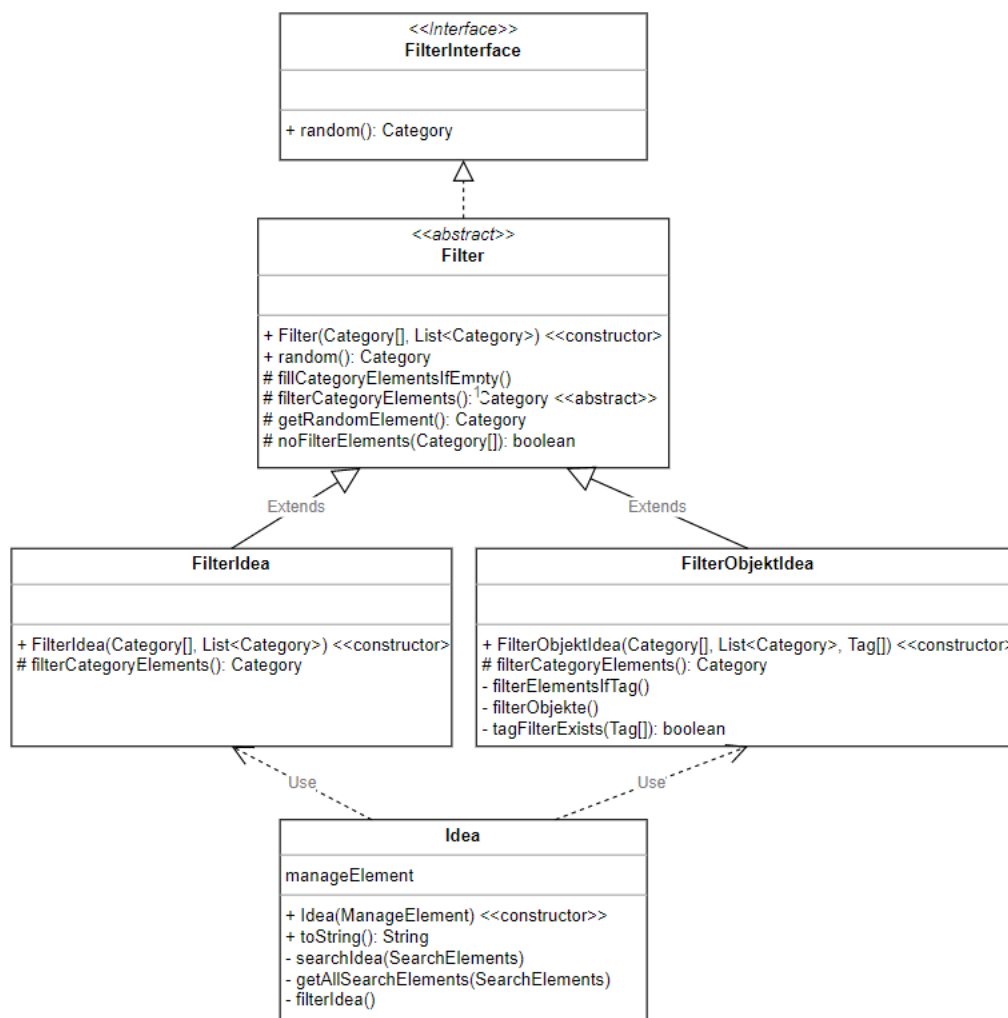 <<Interface>>
FilterInterface
+ random(): Category
<<abstract>>
Filter
+ Filter(Category[], List<Category>) <<constructor>
+ random(): Category
# fillCategoryElementsIfEmpty()
# filterCategoryElements(): Category <<abstract>>
1
# getRandomElement(): Category
# noFilterElements(Category[]): boolean
Extends
Extends
FilterIdea
+ FilterIdea(Category[], List<Category>) <<constructor>
# filterCategoryElements(): Category
FilterObjektIdea
+ FilterObjektIdea(Category[], List<Category>, Tag[]) <<constructor>
# filterCategoryElements(): Category
- filterElementsIfTag()
- filterObjekte()
- tagFilterExists(Tag[]): boolean
Use
Use
Idea
manageElement
+ Idea(ManageElement) <<constructor>>
+ toString(): String
- searchIdea(SearchElements)
- getAllSearchElements(SearchElements)
- filterIdea()